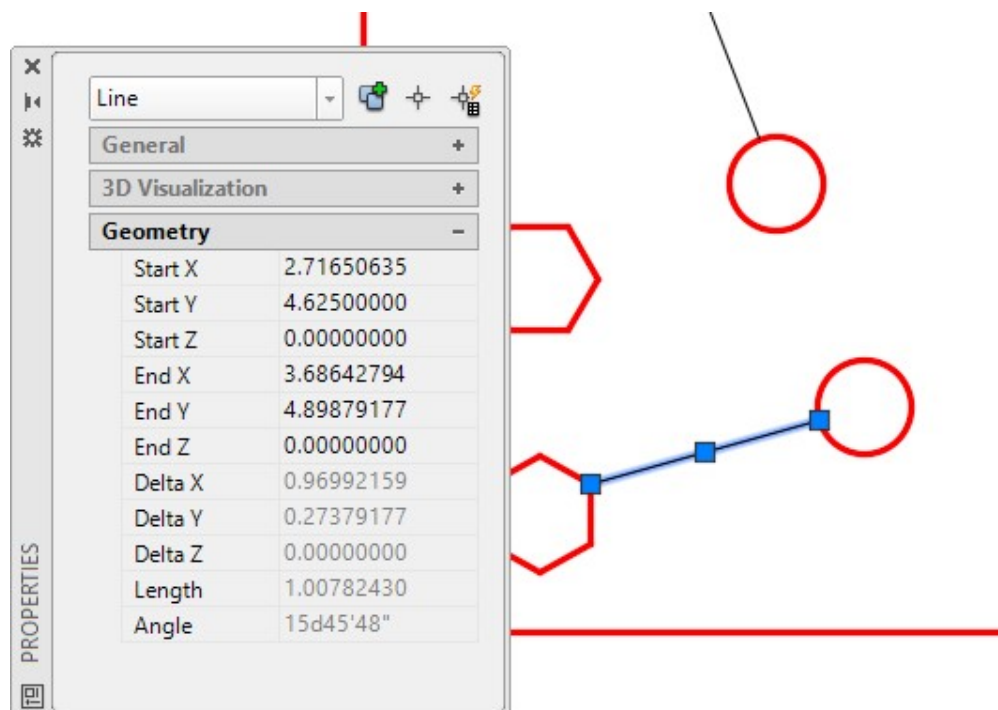 Line
General +
3D Visualization +
Geometry -
Start X 2.71650635
Start Y 4.62500000
Start Z 0.00000000
End X 3.68642794
End Y 4.89879177
End Z 0.00000000
Delta X 0.96992159
Delta Y 0.27379177
Delta Z 0.00000000
Length 1.00782430
Angle 15d45'48"
PROPERTIES